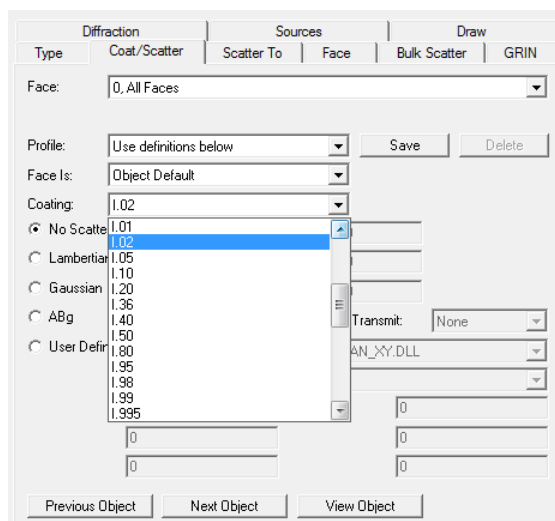 Diffraction Sources Draw
Type Coat/Scatter Scatter To Face Bulk Scatter GRIN
Face: 0, All Faces
Profile: Use definitions below Save Delete
Face Is: Object Default
Coating: I.02
No Scatte I.01
I.02
Lambertian I.05
I.10
Gaussian I.20
I.36
ABg I.40 Transmit: None
I.50
User Defin I.80 AN_XY.DLL
I.95
I.98
I.99 0
I.995
0 0
0 0
Previous Object Next Object View Object